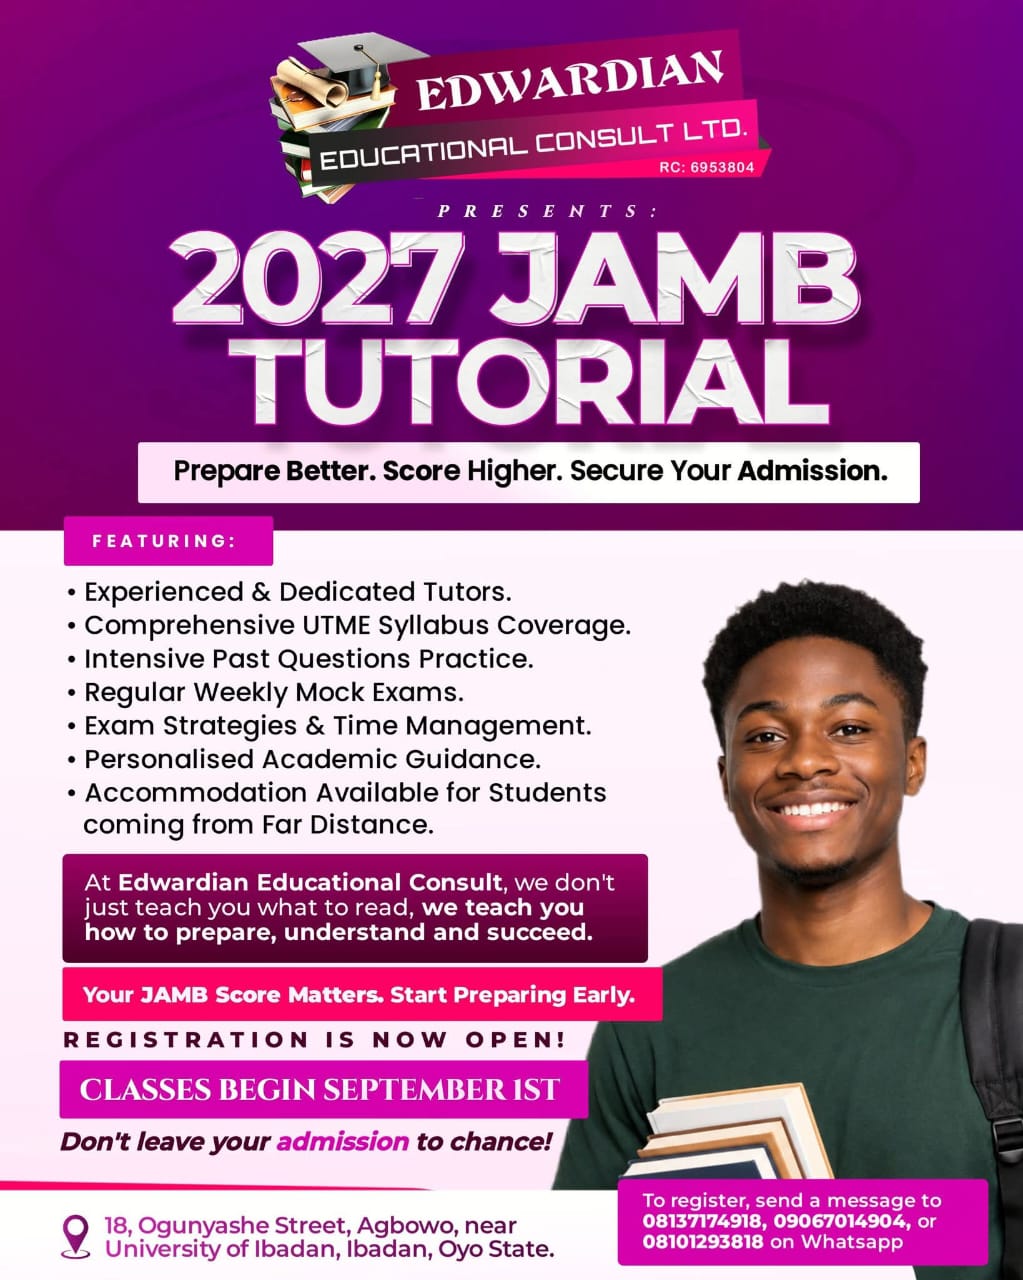 EDWARDIAN
EDUCATIONAL CONSULT LTD.
RC: 6953804
PRESENTS:
2027 JAMB
TUTORIAL
Prepare Better. Score Higher. Secure Your Admission.
FEATURING:
• Experienced & Dedicated Tutors.
• Comprehensive UTME Syllabus Coverage.
• Intensive Past Questions Practice.
• Regular Weekly Mock Exams.
• Exam Strategies & Time Management.
• Personalised Academic Guidance.
• Accommodation Available for Students
coming from Far Distance.
At Edwardian Educational Consult, we don't
just teach you what to read, we teach you
how to prepare, understand and succeed.
Your JAMB Score Matters. Start Preparing Early.
REGISTRATION IS NOW OPEN!
CLASSES BEGIN SEPTEMBER 1ST
Don't leave your admission to chance!
18, Ogunyashe Street, Agbowo, near
University of Ibadan, Ibadan, Oyo State.
To register, send a message to
08137174918, 09067014904, or
08101293818 on Whatsapp